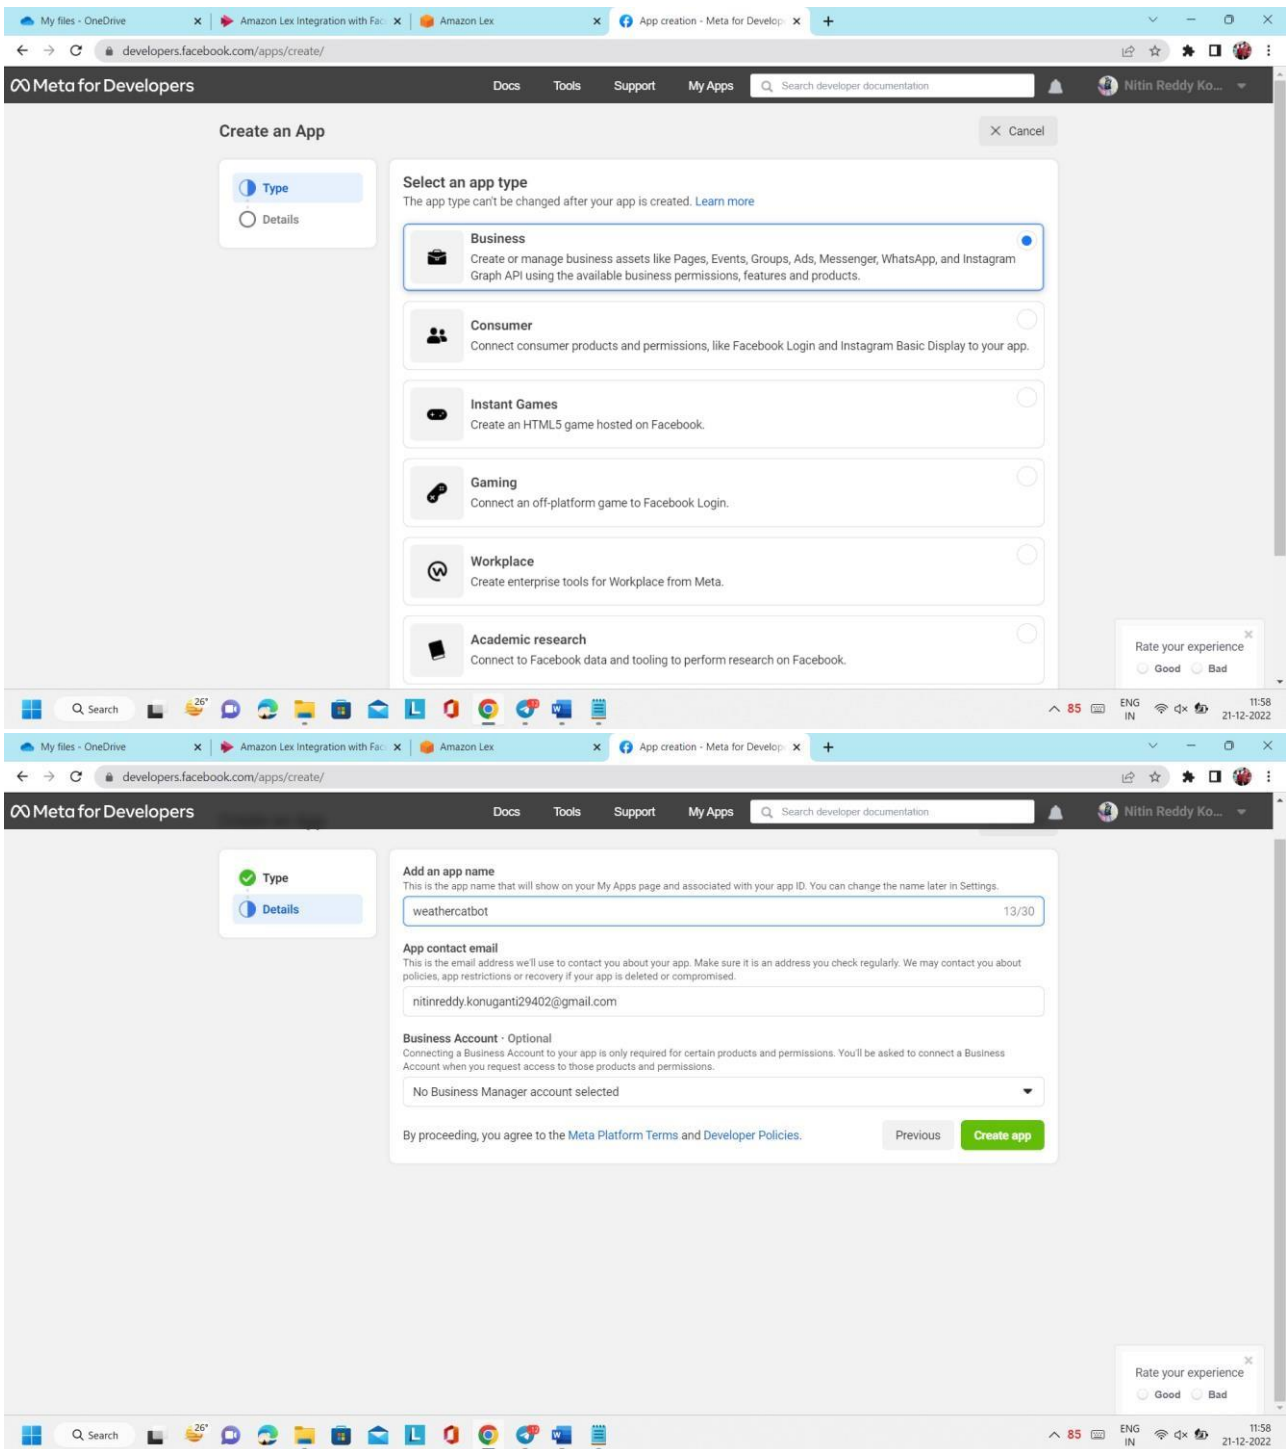 My files - OneDrive
Amazon Lex Integration with Fac
Amazon Lex
App creation - Meta for Develop
developers.facebook.com/apps/create/
Meta for Developers
Docs
Tools
Support
My Apps
Search developer documentation
Nitin Reddy Ko...
Create an App
Cancel
Type
Details
Select an app type
The app type can't be changed after your app is created. Learn more
Business
Create or manage business assets like Pages, Events, Groups, Ads, Messenger, WhatsApp, and Instagram
Graph API using the available business permissions, features and products.
Consumer
Connect consumer products and permissions, like Facebook Login and Instagram Basic Display to your app.
Instant Games
Create an HTML5 game hosted on Facebook.
Gaming
Connect an off-platform game to Facebook Login.
Workplace
Create enterprise tools for Workplace from Meta.
Academic research
Connect to Facebook data and tooling to perform research on Facebook.
Rate your experience
Good
Bad
Search
26°
85
ENG
IN
11:58
21-12-2022
My files - OneDrive
Amazon Lex Integration with Fac
Amazon Lex
App creation - Meta for Develop
developers.facebook.com/apps/create/
Meta for Developers
Docs
Tools
Support
My Apps
Search developer documentation
Nitin Reddy Ko...
Type
Details
Add an app name
This is the app name that will show on your My Apps page and associated with your app ID. You can change the name later in Settings.
weathercatbot
13/30
App contact email
This is the email address we'll use to contact you about your app. Make sure it is an address you check regularly. We may contact you about
policies, app restrictions or recovery if your app is deleted or compromised.
nitinreddy.konuganti29402@gmail.com
Business Account · Optional
Connecting a Business Account to your app is only required for certain products and permissions. You'll be asked to connect a Business
Account when you request access to those products and permissions.
No Business Manager account selected
By proceeding, you agree to the Meta Platform Terms and Developer Policies.
Previous
Create app
Rate your experience
Good
Bad
Search
26°
85
ENG
IN
11:58
21-12-2022